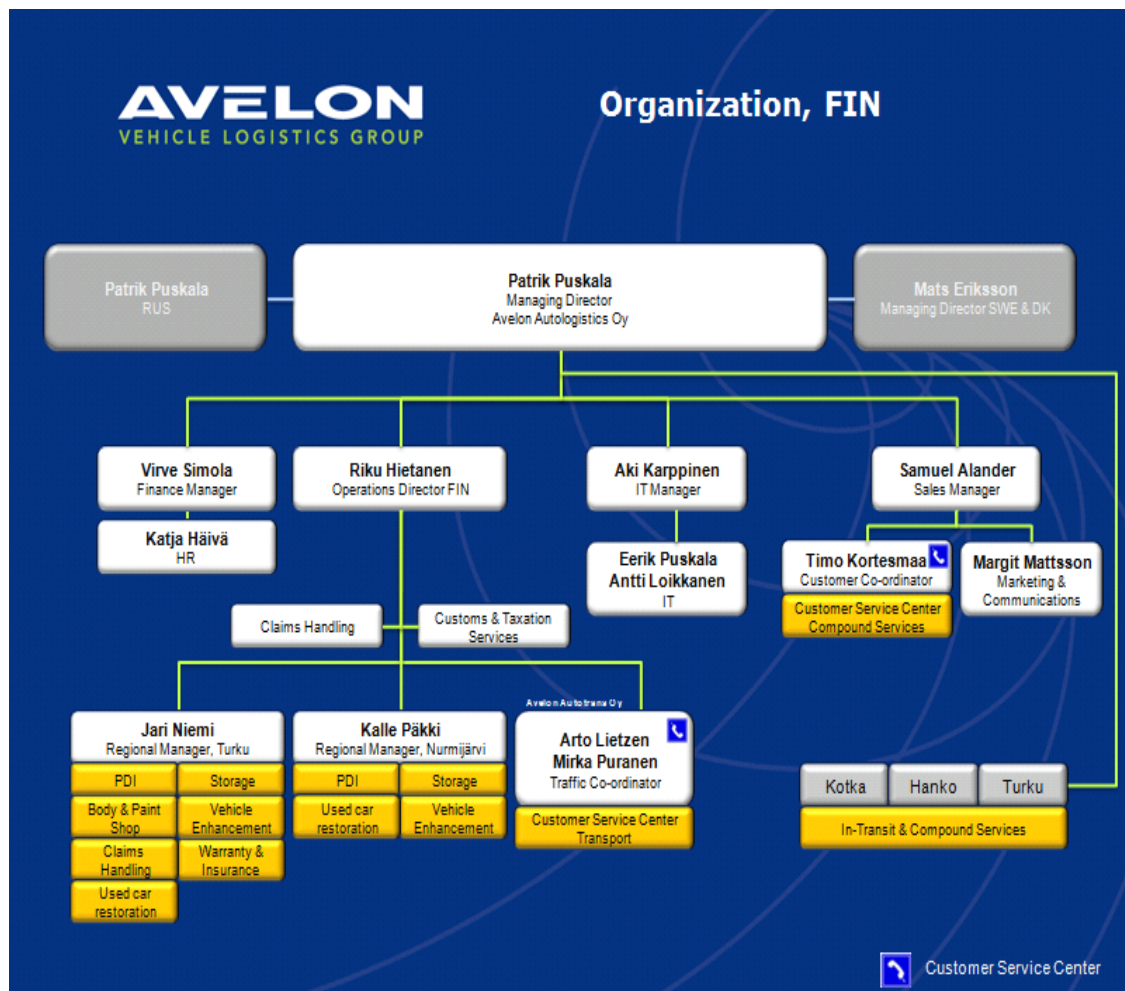 AVELON
VEHICLE LOGISTICS GROUP
Organization, FIN
Patrik Puskala
RUS
Patrik Puskala
Managing Director
Avelon Autologistics Oy
Mats Eriksson
Managing Director SWE & DK
Virve Simola
Finance Manager
Riku Hietanen
Operations Director FIN
Aki Karppinen
IT Manager
Samuel Alander
Sales Manager
Katja Häivä
HR
Eerik Puskala
Antti Loikkanen
IT
Timo Kortesmaa
Customer Co-ordinator
Customer Service Center
Compound Services
Margit Mattsson
Marketing &
Communications
Claims Handling
Customs & Taxation
Services
Jari Niemi
Regional Manager, Turku
PDI
Storage
Body & Paint
Shop
Vehicle
Enhancement
Claims
Handling
Warranty &
Insurance
Used car
restoration
Kalle Päkki
Regional Manager, Nurmijärvi
PDI
Storage
Used car
restoration
Vehicle
Enhancement
Avelon Autotrans Oy
Arto Lietzen
Mirka Puranen
Traffic Co-ordinator
Customer Service Center
Transport
Kotka
Hanko
Turku
In-Transit & Compound Services
Customer Service Center